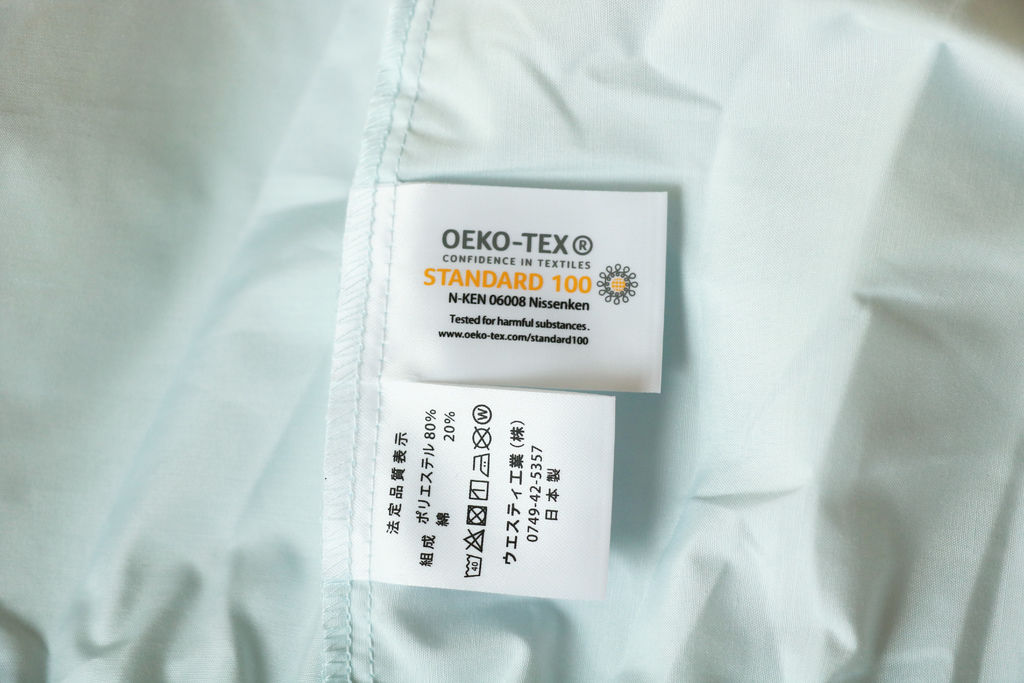 OEKO-TEX®
CONFIDENCE IN TEXTILES
STANDARD 100
N-KEN 06008 Nissenken
Tested for harmful substances.
www.oeko-tex.com/standard100
法定品質表示
組成 ポリエステル 80%
綿 20%
40 W
ウエスティ工業(株)
0749-42-5357
日本製